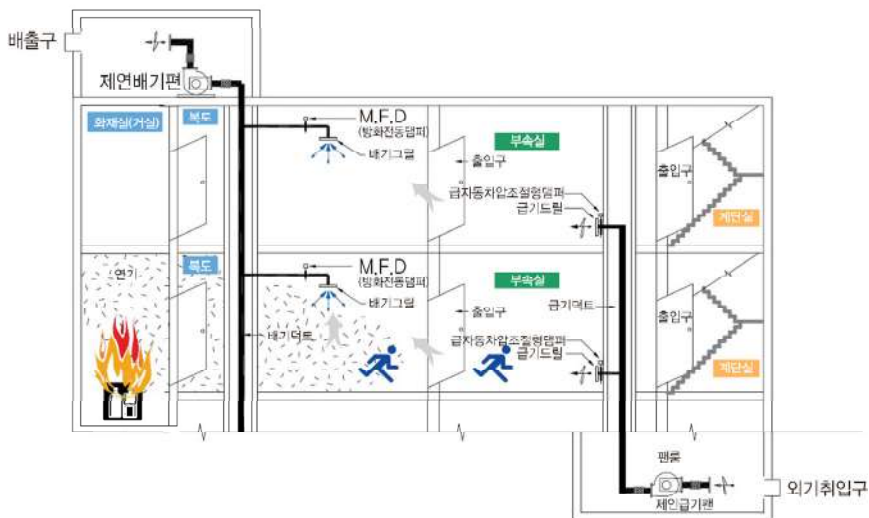 배출구
제연배기편
화재실(거실)
복도
M.F.D
(방화전동댐퍼)
배기그릴
부속실
출입구
급자동차압조절형댐퍼
급기드릴
출입구
계단실
연기
복도
M.F.D
(방화전동댐퍼)
배기그릴
배기덕트
부속실
출입구
급기덕트
급자동차압조절형댐퍼
급기드릴
출입구
계단실
팬룸
제인급기팬
외기취입구